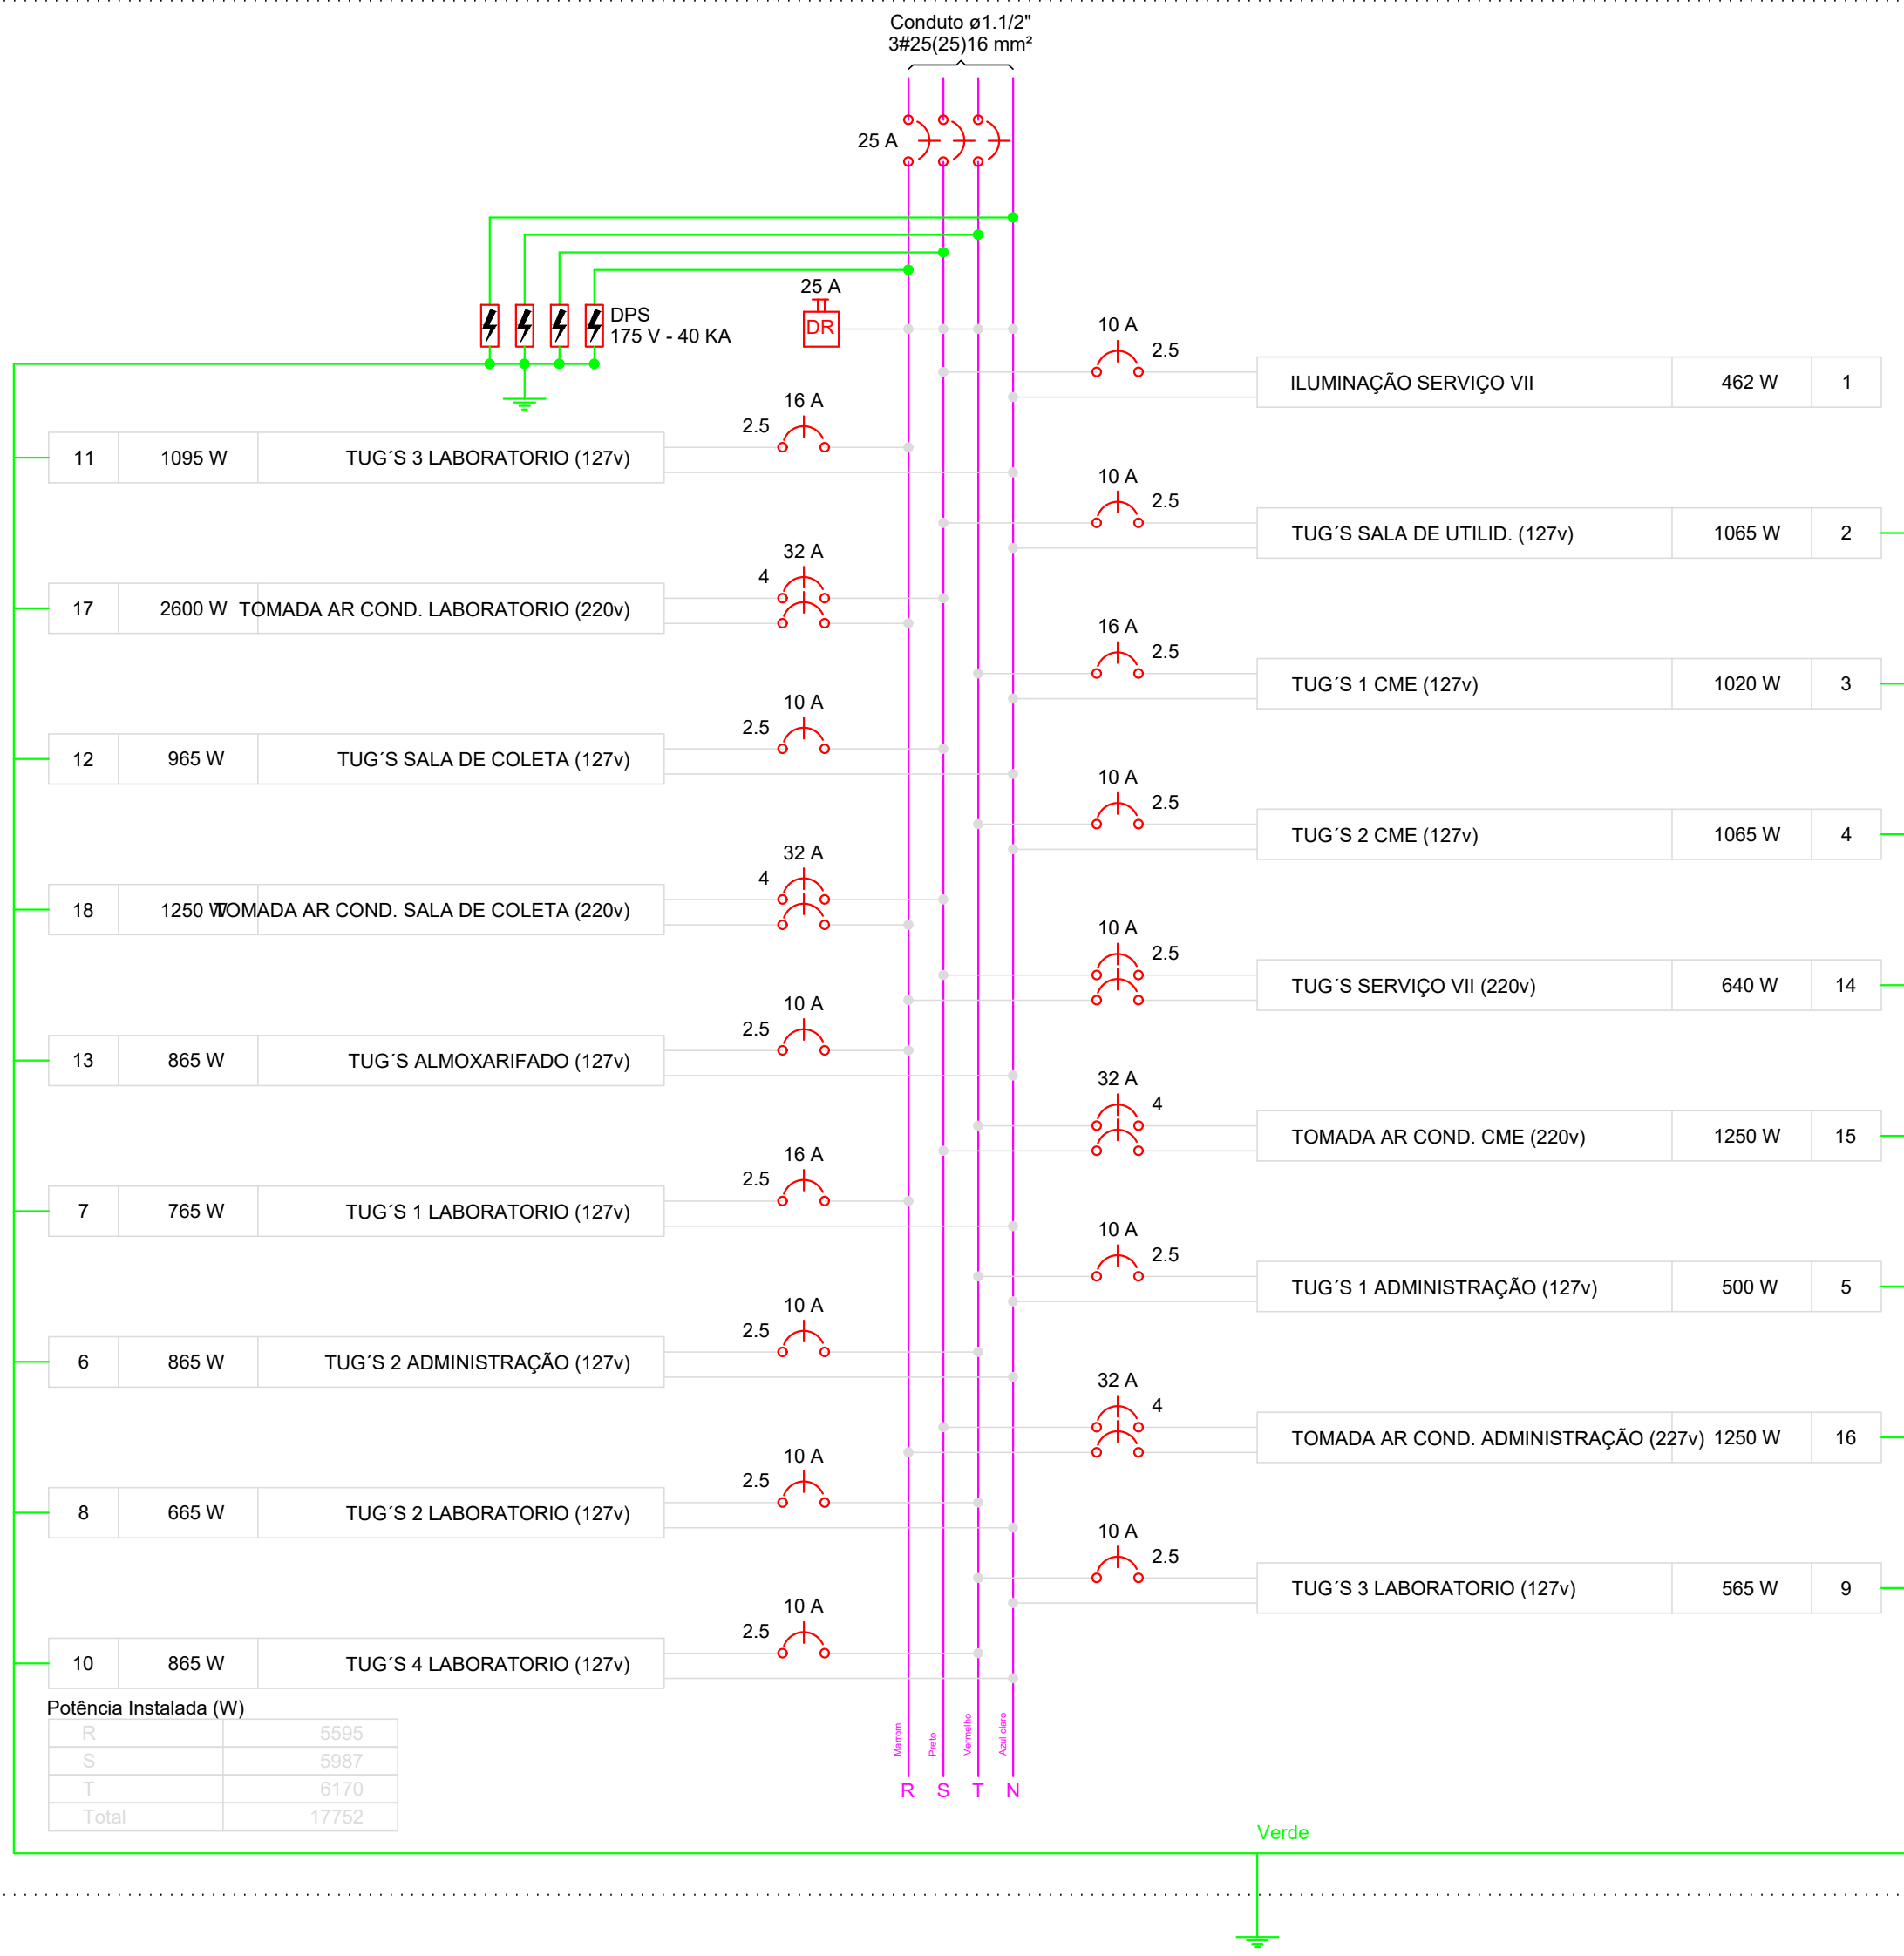 Conduto ø1.1/2"
3#25(25)16 mm²
25 A
DPS
175 V - 40 KA
25 A
DR
10 A
2.5
ILUMINAÇÃO SERVIÇO VII 462 W 1
16 A
2.5
11 1095 W TUG´S 3 LABORATORIO (127v)
10 A
2.5
TUG´S SALA DE UTILID. (127v) 1065 W 2
32 A
4
17 2600 W TOMADA AR COND. LABORATORIO (220v)
16 A
2.5
TUG´S 1 CME (127v) 1020 W 3
10 A
2.5
12 965 W TUG´S SALA DE COLETA (127v)
10 A
2.5
TUG´S 2 CME (127v) 1065 W 4
32 A
4
18 1250 W TOMADA AR COND. SALA DE COLETA (220v)
10 A
2.5
TUG´S SERVIÇO VII (220v) 640 W 14
10 A
2.5
13 865 W TUG´S ALMOXARIFADO (127v)
32 A
4
TOMADA AR COND. CME (220v) 1250 W 15
16 A
2.5
7 765 W TUG´S 1 LABORATORIO (127v)
10 A
2.5
TUG´S 1 ADMINISTRAÇÃO (127v) 500 W 5
10 A
2.5
6 865 W TUG´S 2 ADMINISTRAÇÃO (127v)
32 A
4
TOMADA AR COND. ADMINISTRAÇÃO (227v) 1250 W 16
10 A
2.5
8 665 W TUG´S 2 LABORATORIO (127v)
10 A
2.5
TUG´S 3 LABORATORIO (127v) 565 W 9
10 A
2.5
10 865 W TUG´S 4 LABORATORIO (127v)
Potência Instalada (W)
R 5595
S 5987
T 6170
Total 17752
Marrom
Preto
Vermelho
Azul claro
R S T N
Verde